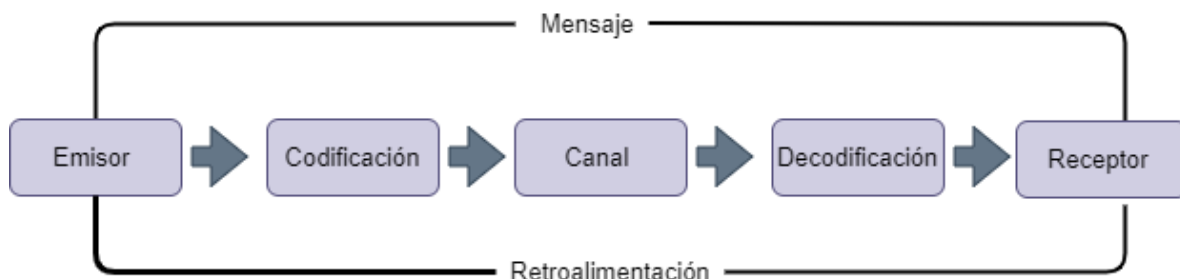 Mensaje
Emisor
Codificación
Canal
Decodificación
Receptor
Retroalimentación